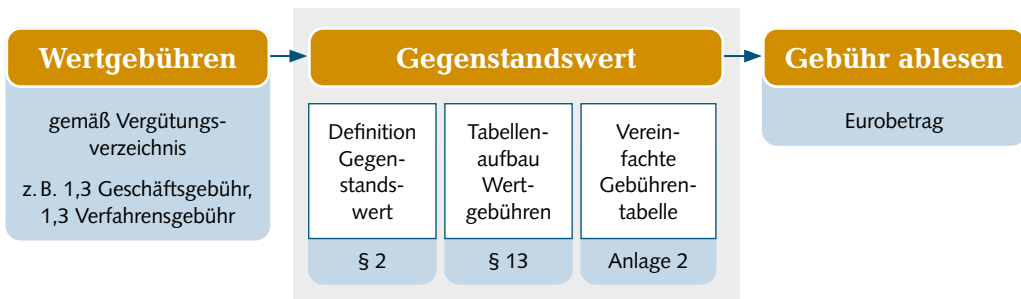 Wertgebühren
gemäß Vergütungs-
verzeichnis
z. B. 1,3 Geschäftsgebühr,
1,3 Verfahrensgebühr
Gegenstandswert
Definition
Gegen-
stands-
wert
§ 2
Tabellen-
aufbau
Wert-
gebühren
§ 13
Verein-
fachte
Gebühren-
tabelle
Anlage 2
Gebühr ablesen
Eurobetrag